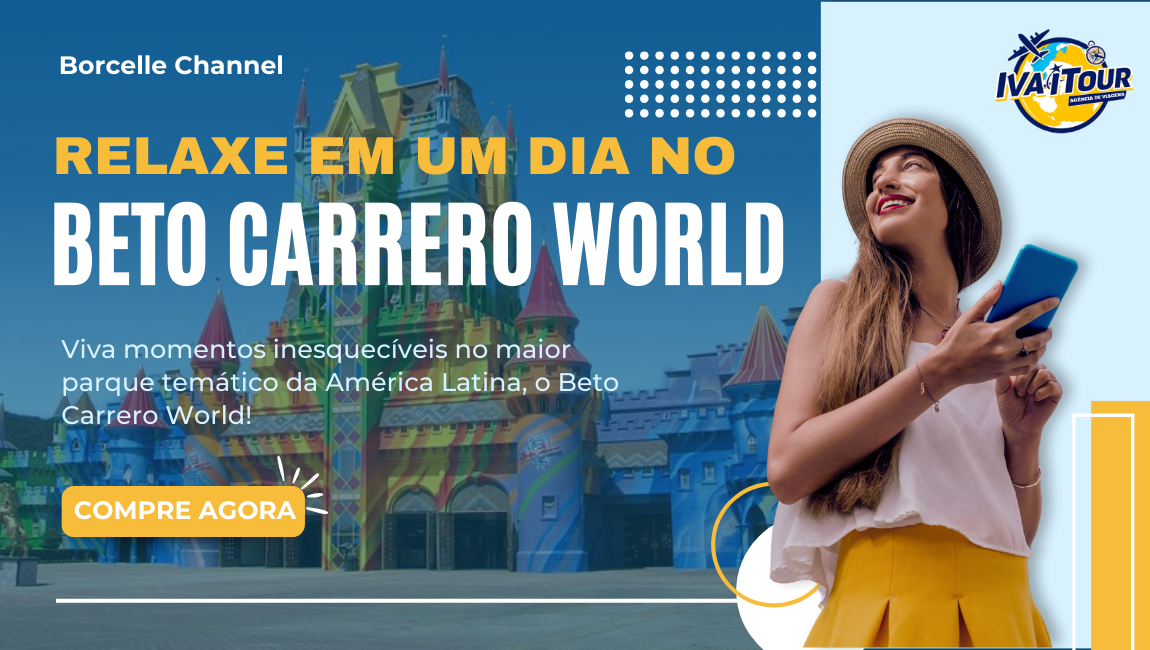 Borcelle Channel
RELAXE EM UM DIA NO
BETO CARRERO WORLD
Viva momentos inesquecíveis no maior
parque temático da América Latina, o Beto
Carrero World!
COMPRE AGORA
IVAÍTOUR
AGÊNCIA DE VIAGENS